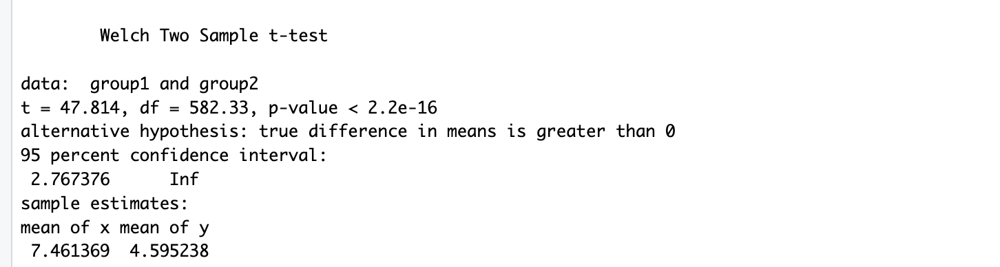 Welch Two Sample t-test
data:  group1 and group2
t = 47.814, df = 582.33, p-value < 2.2e-16
alternative hypothesis: true difference in means is greater than 0
95 percent confidence interval:
 2.767376      Inf
sample estimates:
mean of x mean of y
 7.461369  4.595238